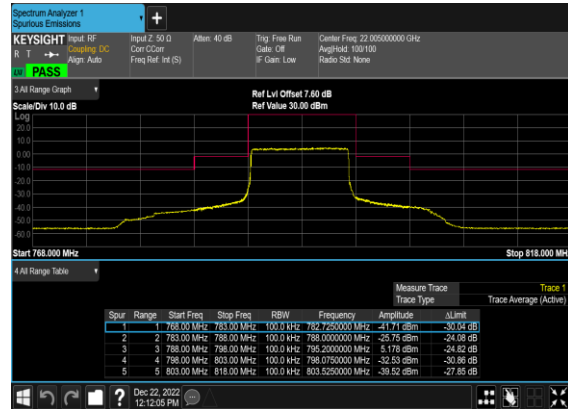 Spectrum Analyzer 1
Spurious Emissions
+
KEYSIGHT Input: RF Input Z: 50 Ω Atten: 40 dB Trig: Free Run Center Freq: 22.005000000 GHz
R T Coupling: DC Corr CCorr Gate: Off Avg|Hold: 100/100
Align: Auto Freq Ref: Int (S) IF Gain: Low Radio Std: None
LW PASS
3 All Range Graph
Ref Lvl Offset 7.60 dB
Scale/Div 10.0 dB Ref Value 30.00 dBm
Log
20.0
10.0
0.00
-10.0
-20.0
-30.0
-40.0
-50.0
-60.0
Start 768.000 MHz Stop 818.000 MH
4 All Range Table
Measure Trace Trace 1
Trace Type Trace Average (Active)
Spur Range Start Freq Stop Freq RBW Frequency Amplitude ΔLimit
1 1 768.00 MHz 783.00 MHz 100.0 kHz 782.7250000 MHz -41.71 dBm -30.04 dB
2 2 783.00 MHz 788.00 MHz 100.0 kHz 788.0000000 MHz -25.75 dBm -24.08 dB
3 3 788.00 MHz 798.00 MHz 100.0 kHz 795.2000000 MHz 5.178 dBm -24.82 dB
4 4 798.00 MHz 803.00 MHz 100.0 kHz 798.0750000 MHz -32.53 dBm -30.86 dB
5 5 803.00 MHz 818.00 MHz 100.0 kHz 803.5250000 MHz -39.52 dBm -27.85 dB
? Dec 22, 2022
12:12:05 PM